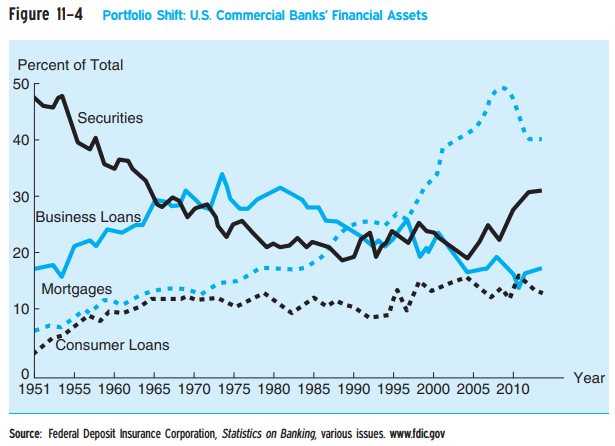 Figure 11–4 Portfolio Shift: U.S. Commercial Banks' Financial Assets
Percent of Total
50
Securities
40
30
Business Loans
20
Mortgages
10
Consumer Loans
0
1951 1955 1960 1965 1970 1975 1980 1985 1990 1995 2000 2005 2010
Year
Source: Federal Deposit Insurance Corporation, Statistics on Banking, various issues. www.fdic.gov